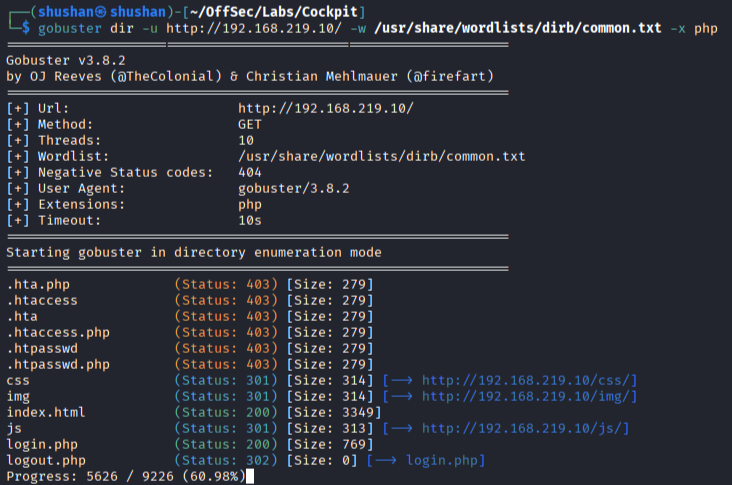 ┌──(shushan㉿shushan)-[~/OffSec/Labs/Cockpit]
└─$ gobuster dir -u http://192.168.219.10/ -w /usr/share/wordlists/dirb/common.txt -x php
===============================================================
Gobuster v3.8.2
by OJ Reeves (@TheColonial) & Christian Mehlmauer (@firefart)
===============================================================
[+] Url:                     http://192.168.219.10/
[+] Method:                  GET
[+] Threads:                 10
[+] Wordlist:                /usr/share/wordlists/dirb/common.txt
[+] Negative Status codes:   404
[+] User Agent:              gobuster/3.8.2
[+] Extensions:              php
[+] Timeout:                 10s
===============================================================
Starting gobuster in directory enumeration mode
===============================================================
.hta.php             (Status: 403) [Size: 279]
.htaccess            (Status: 403) [Size: 279]
.hta                 (Status: 403) [Size: 279]
.htaccess.php        (Status: 403) [Size: 279]
.htpasswd            (Status: 403) [Size: 279]
.htpasswd.php        (Status: 403) [Size: 279]
css                  (Status: 301) [Size: 314] [--> http://192.168.219.10/css/]
img                  (Status: 301) [Size: 314] [--> http://192.168.219.10/img/]
index.html           (Status: 200) [Size: 3349]
js                   (Status: 301) [Size: 313] [--> http://192.168.219.10/js/]
login.php            (Status: 200) [Size: 769]
logout.php           (Status: 302) [Size: 0] [--> login.php]
Progress: 5626 / 9226 (60.98%)